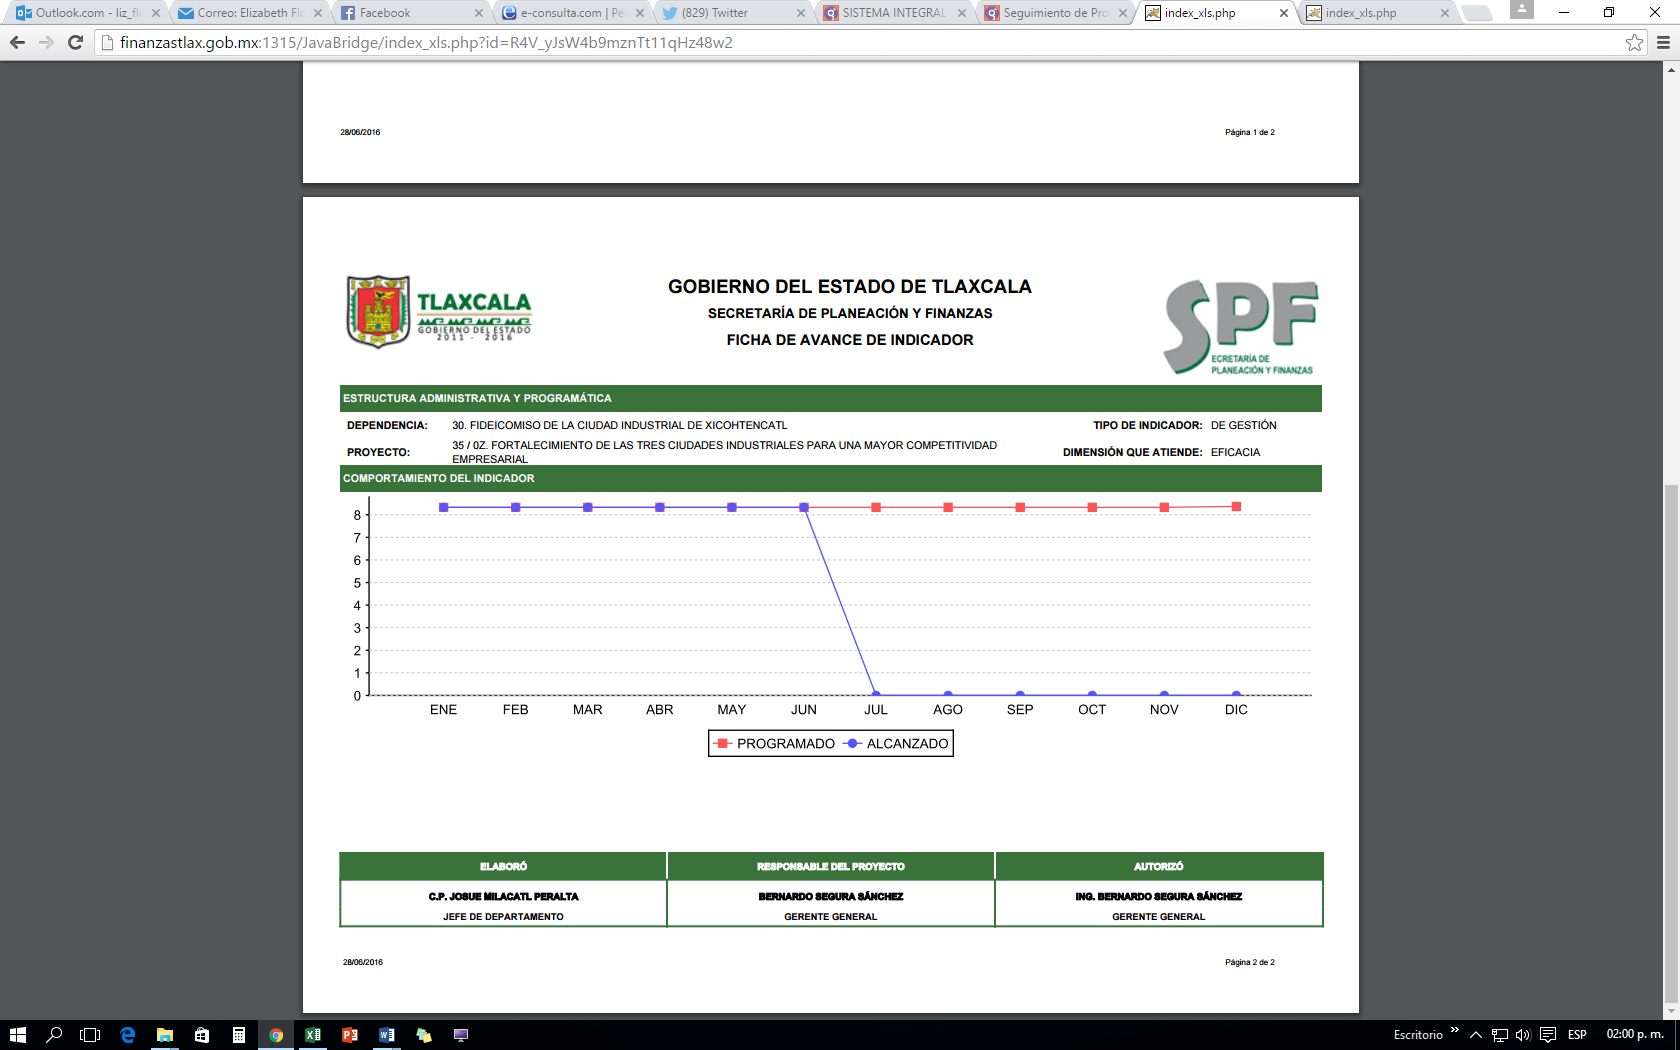 Outlook.com - liz_flo
Correo: Elizabeth Flo
Facebook
e-consulta.com | Pe
(829) Twitter
SISTEMA INTEGRAL
Seguimiento de Pro
index_xls.php
index_xls.php
finanzastlax.gob.mx:1315/JavaBridge/index_xls.php?id=R4V_yJsW4b9mznTt11qHz48w2
28/06/2016
Página 1 de 2
TLAXCALA
GOBIERNO DEL ESTADO
2011 - 2016
GOBIERNO DEL ESTADO DE TLAXCALA
SECRETARÍA DE PLANEACIÓN Y FINANZAS
FICHA DE AVANCE DE INDICADOR
SPF
ECRETARÍA DE
PLANEACIÓN Y FINANZAS
ESTRUCTURA ADMINISTRATIVA Y PROGRAMÁTICA
DEPENDENCIA: 30. FIDEICOMISO DE LA CIUDAD INDUSTRIAL DE XICOHTENCATL TIPO DE INDICADOR: DE GESTIÓN
PROYECTO: 35 / 0Z. FORTALECIMIENTO DE LAS TRES CIUDADES INDUSTRIALES PARA UNA MAYOR COMPETITIVIDAD
EMPRESARIAL DIMENSIÓN QUE ATIENDE: EFICACIA
COMPORTAMIENTO DEL INDICADOR
8
7
6
5
4
3
2
1
0
ENE FEB MAR ABR MAY JUN JUL AGO SEP OCT NOV DIC
PROGRAMADO ALCANZADO
ELABORÓ RESPONSABLE DEL PROYECTO AUTORIZÓ
C.P. JOSUE MILACATL PERALTA BERNARDO SEGURA SÁNCHEZ ING. BERNARDO SEGURA SÁNCHEZ
JEFE DE DEPARTAMENTO GERENTE GENERAL GERENTE GENERAL
28/06/2016 Página 2 de 2
Escritorio ESP 02:00 p. m.